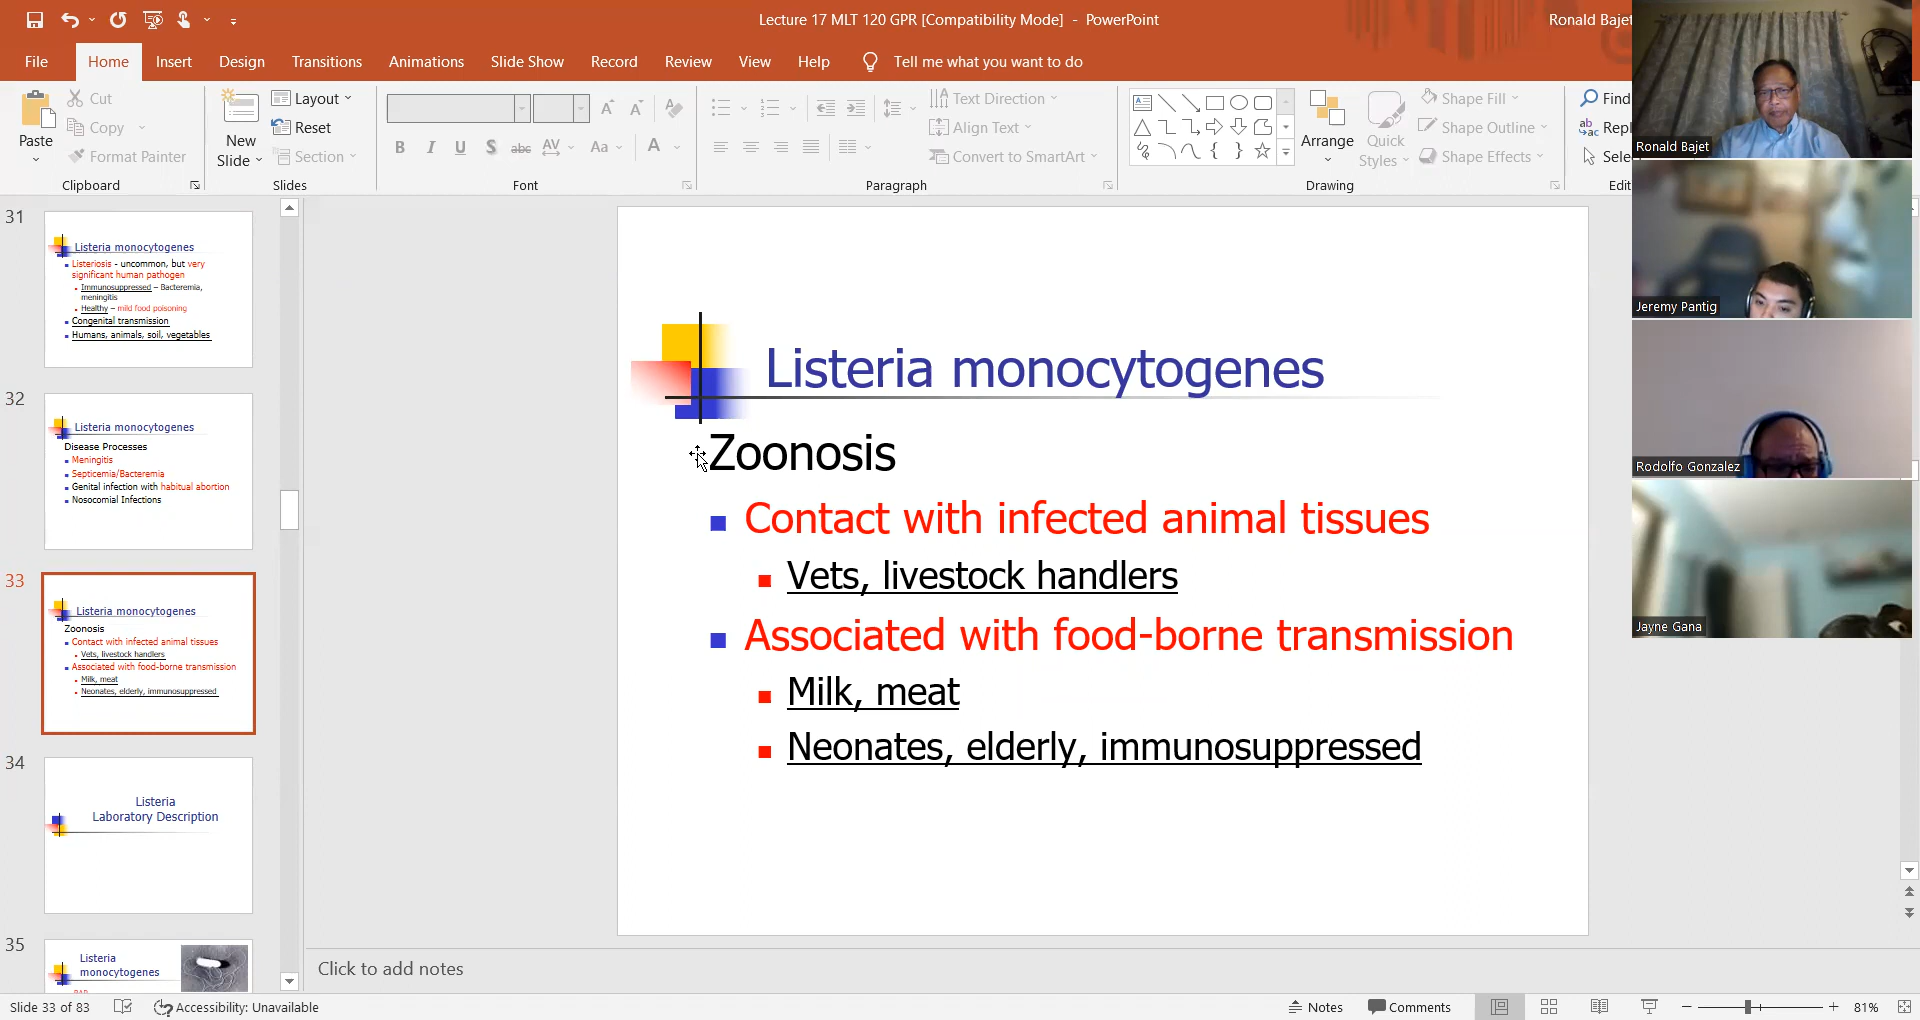 Lecture 17 MLT 120 GPR [Compatibility Mode] - PowerPoint
Ronald Bajet
File Home Insert Design Transitions Animations Slide Show Record Review View Help Tell me what you want to do
Paste
Cut
Copy
Format Painter
Clipboard
New
Slide
Layout
Reset
Section
Slides
B I U S abc AV Aa A
Font
Text Direction
Align Text
Convert to SmartArt
Paragraph
Arrange
Quick
Styles
Shape Fill
Shape Outline
Shape Effects
Drawing
Find
Repl
Sele
Edit
31
Listeria monocytogenes
Listeriosis - uncommon, but very
significant human pathogen
Immunosuppressed – Bacteremia,
meningitis
Healthy – mild food poisoning
Congenital transmission
Humans, animals, soil, vegetables
32
Listeria monocytogenes
Disease Processes
Meningitis
Septicemia/Bacteremia
Genital infection with habitual abortion
Nosocomial Infections
33
Listeria monocytogenes
Zoonosis
Contact with infected animal tissues
Vets, livestock handlers
Associated with food-borne transmission
Milk, meat
Neonates, elderly, immunosuppressed
34
Listeria
Laboratory Description
35
Listeria
monocytogenes
Listeria monocytogenes
Zoonosis
Contact with infected animal tissues
Vets, livestock handlers
Associated with food-borne transmission
Milk, meat
Neonates, elderly, immunosuppressed
Ronald Bajet
Jeremy Pantig
Rodolfo Gonzalez
Jayne Gana
Click to add notes
Slide 33 of 83 Accessibility: Unavailable Notes Comments 81%